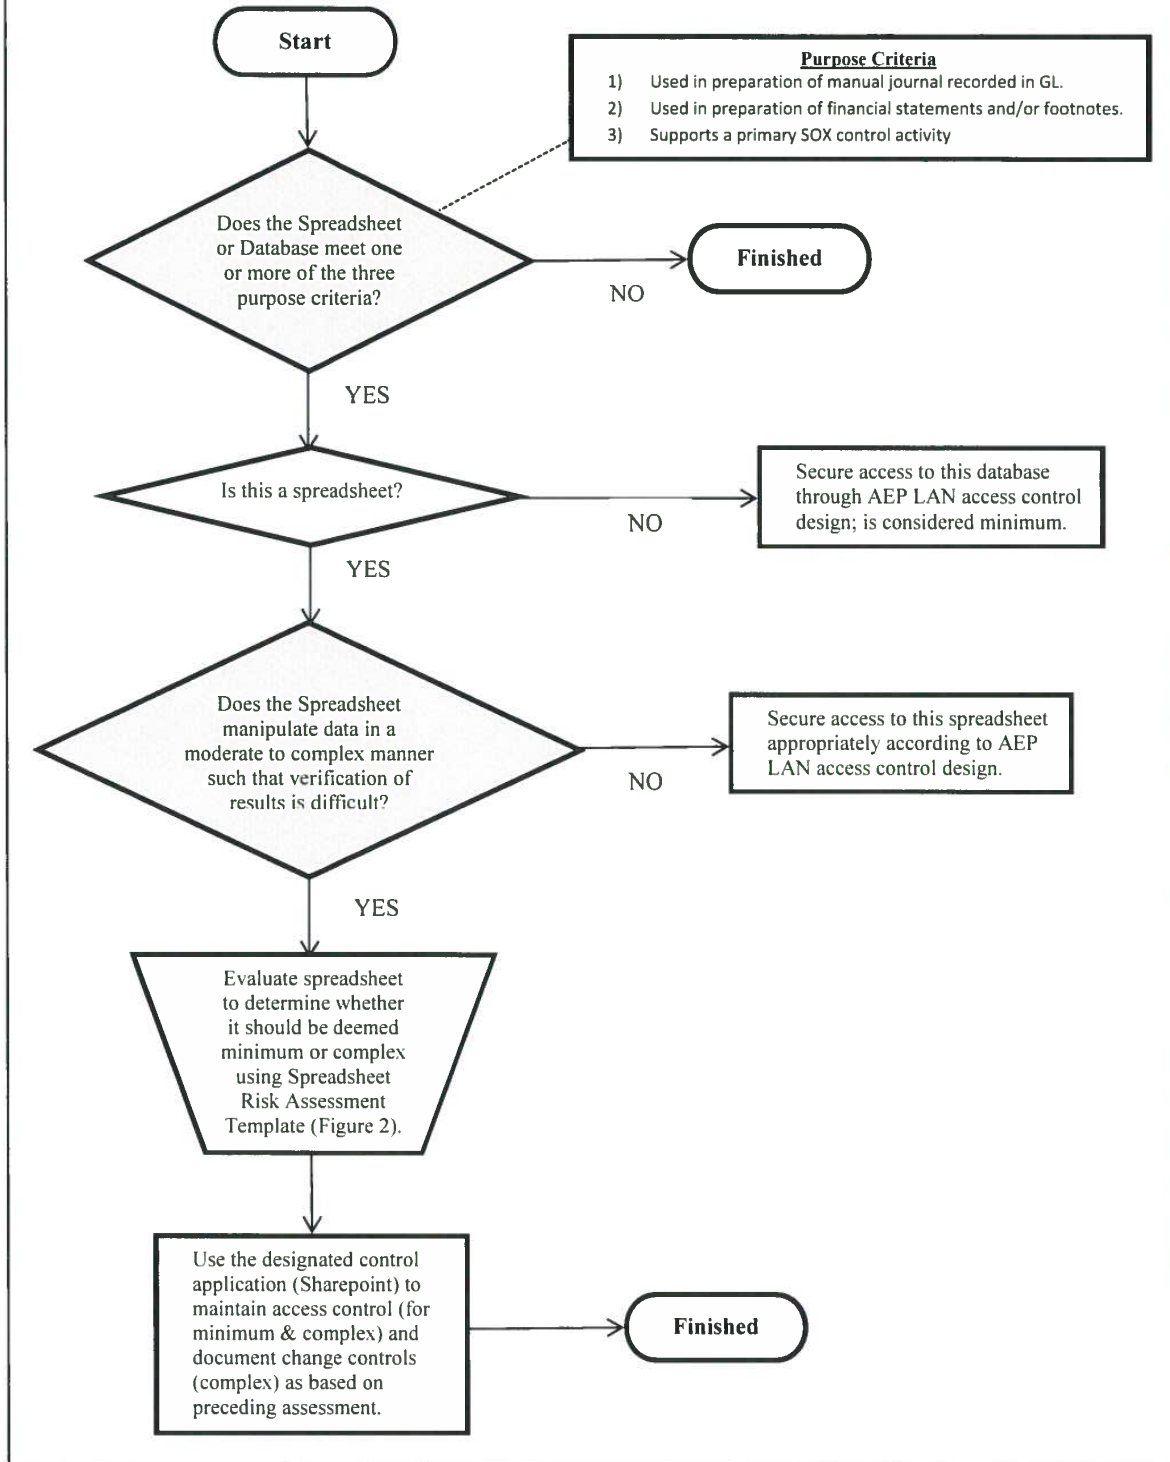 Start
Purpose Criteria
1) Used in preparation of manual journal recorded in GL.
2) Used in preparation of financial statements and/or footnotes.
3) Supports a primary SOX control activity
Does the Spreadsheet
or Database meet one
or more of the three
purpose criteria?
Finished
NO
YES
Is this a spreadsheet?
NO
Secure access to this database
through AEP LAN access control
design; is considered minimum.
YES
Does the Spreadsheet
manipulate data in a
moderate to complex manner
such that verification of
results is difficult?
NO
Secure access to this spreadsheet
appropriately according to AEP
LAN access control design.
YES
Evaluate spreadsheet
to determine whether
it should be deemed
minimum or complex
using Spreadsheet
Risk Assessment
Template (Figure 2).
Use the designated control
application (Sharepoint) to
maintain access control (for
minimum & complex) and
document change controls
(complex) as based on
preceding assessment.
Finished